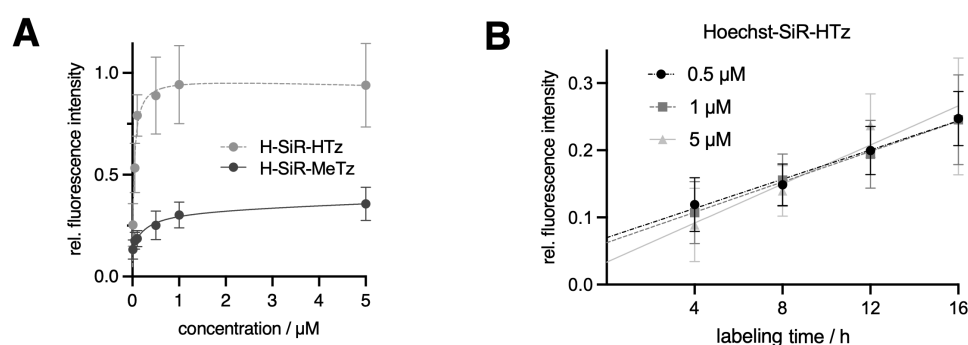 A
rel. fluorescence intensity
1.0
0.5
0.0
H-SiR-HTz
H-SiR-MeTz
0 1 2 3 4 5
concentration / µM
B
Hoechst-SiR-HTz
rel. fluorescence intensity
0.3
0.2
0.1
0.0
0.5 µM
1 µM
5 µM
4 8 12 16
labeling time / h